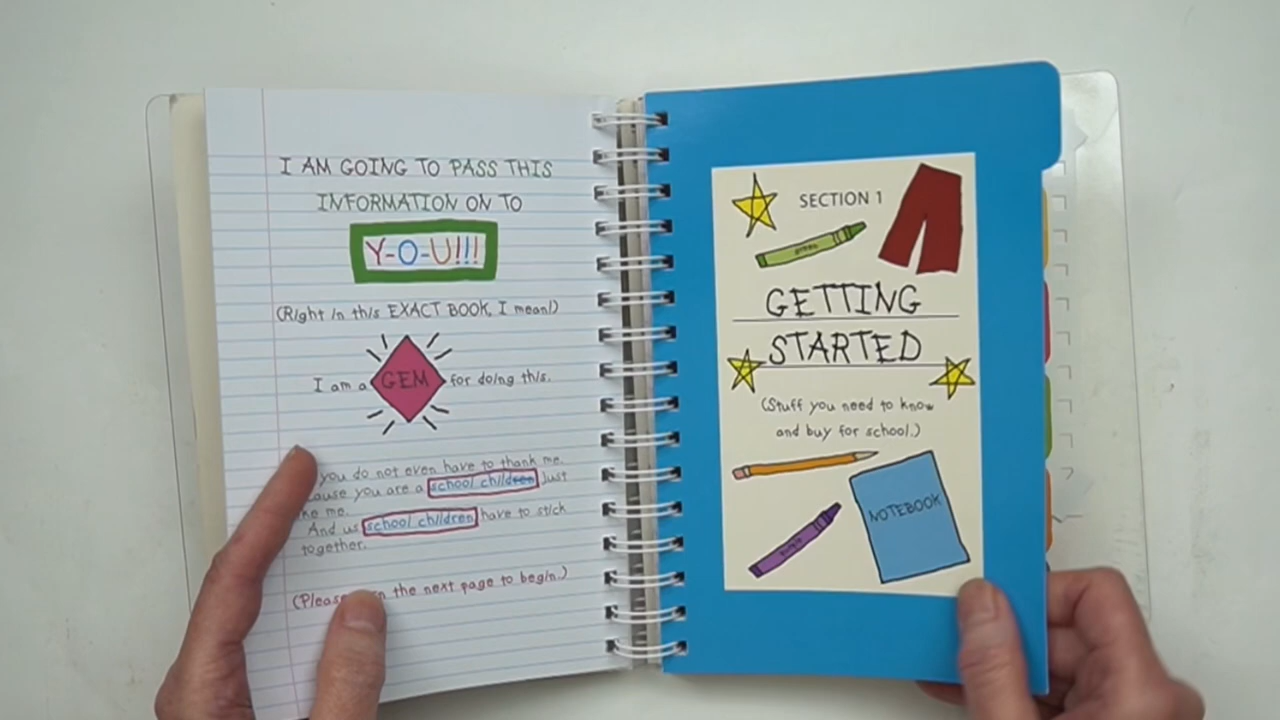 I AM GOING TO PASS THIS
INFORMATION ON TO
Y-O-U!!!
(Right in this EXACT BOOK, I mean!)
I am a GEM for doing this.
you do not even have to thank me.
you are a school children just
me.
And us school children have to stick
together.
the next page to begin.)
SECTION 1
green
GETTING
STARTED
(Stuff you need to know
and buy for school.)
NOTEBOOK